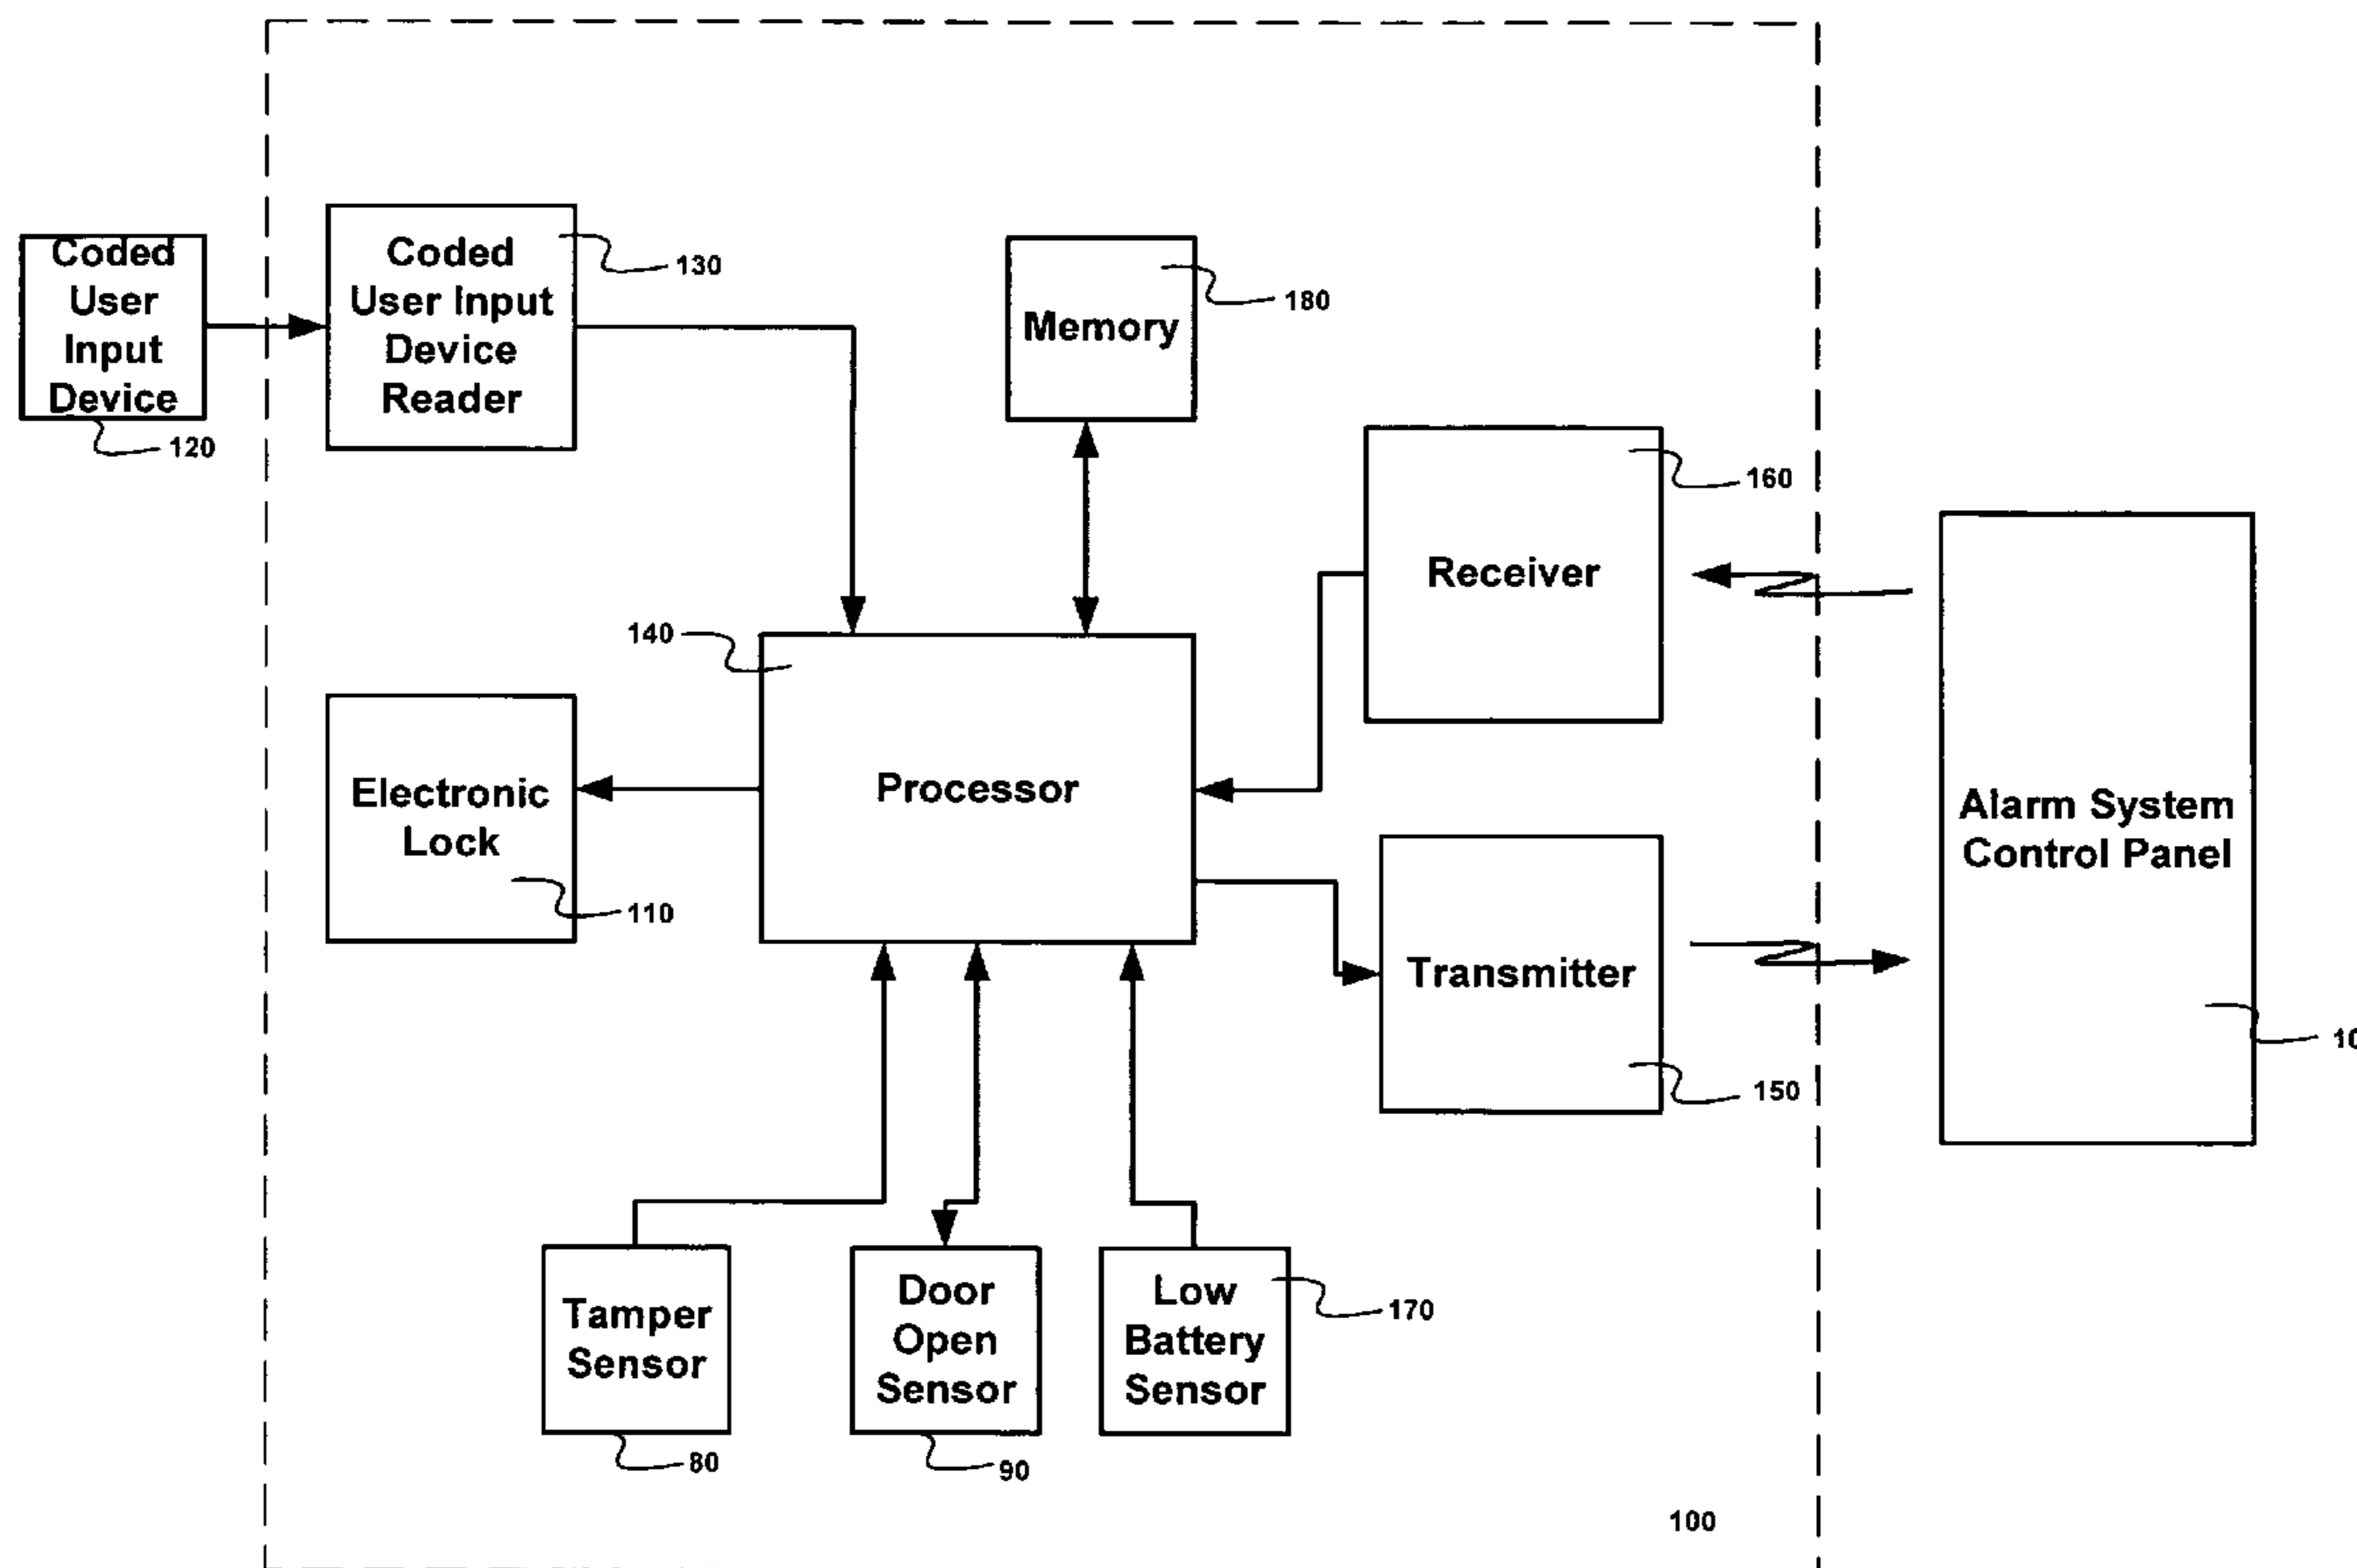 Coded
User
Input
Device
120
Coded
User Input
Device
Reader
130
Memory
180
Receiver
160
140
Processor
Electronic
Lock
110
Alarm System
Control Panel
10
Transmitter
150
Tamper
Sensor
80
Door
Open
Sensor
90
Low
Battery
Sensor
170
100